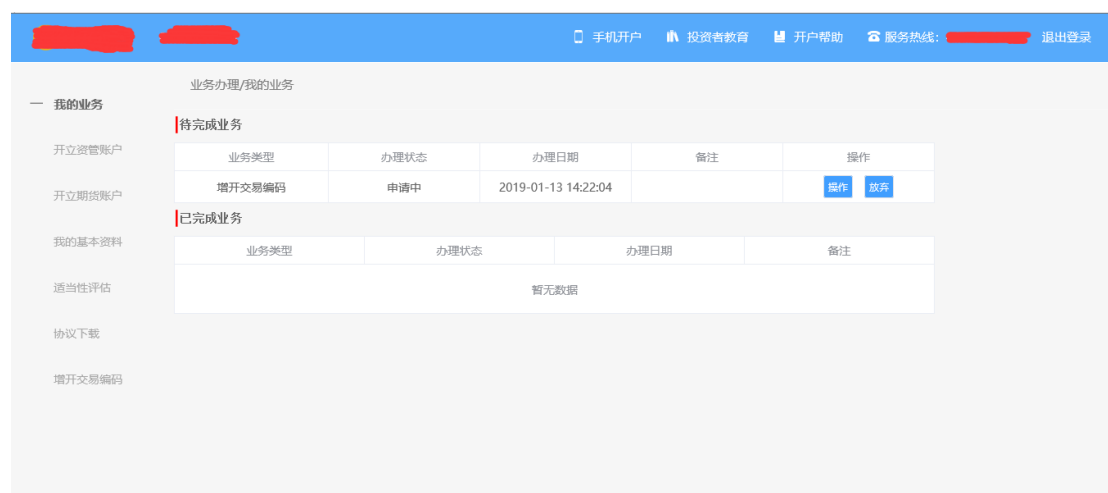 手机开户 投资者教育 开户帮助 服务热线: 退出登录
业务办理/我的业务
一 我的业务
开立资管账户
开立期货账户
我的基本资料
适当性评估
协议下载
增开交易编码
待完成业务
业务类型 办理状态 办理日期 备注 操作
增开交易编码 申请中 2019-01-13 14:22:04 操作 放弃
已完成业务
业务类型 办理状态 办理日期 备注
暂无数据